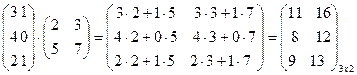 (3 1      2 3      3·2+1·5  3·3+1·7      11 16
4 0) · (5 7) = (4·2+0·5  4·3+0·7) = (8 12)
2 1      2·2+1·5  2·3+1·7      9 13  3x2